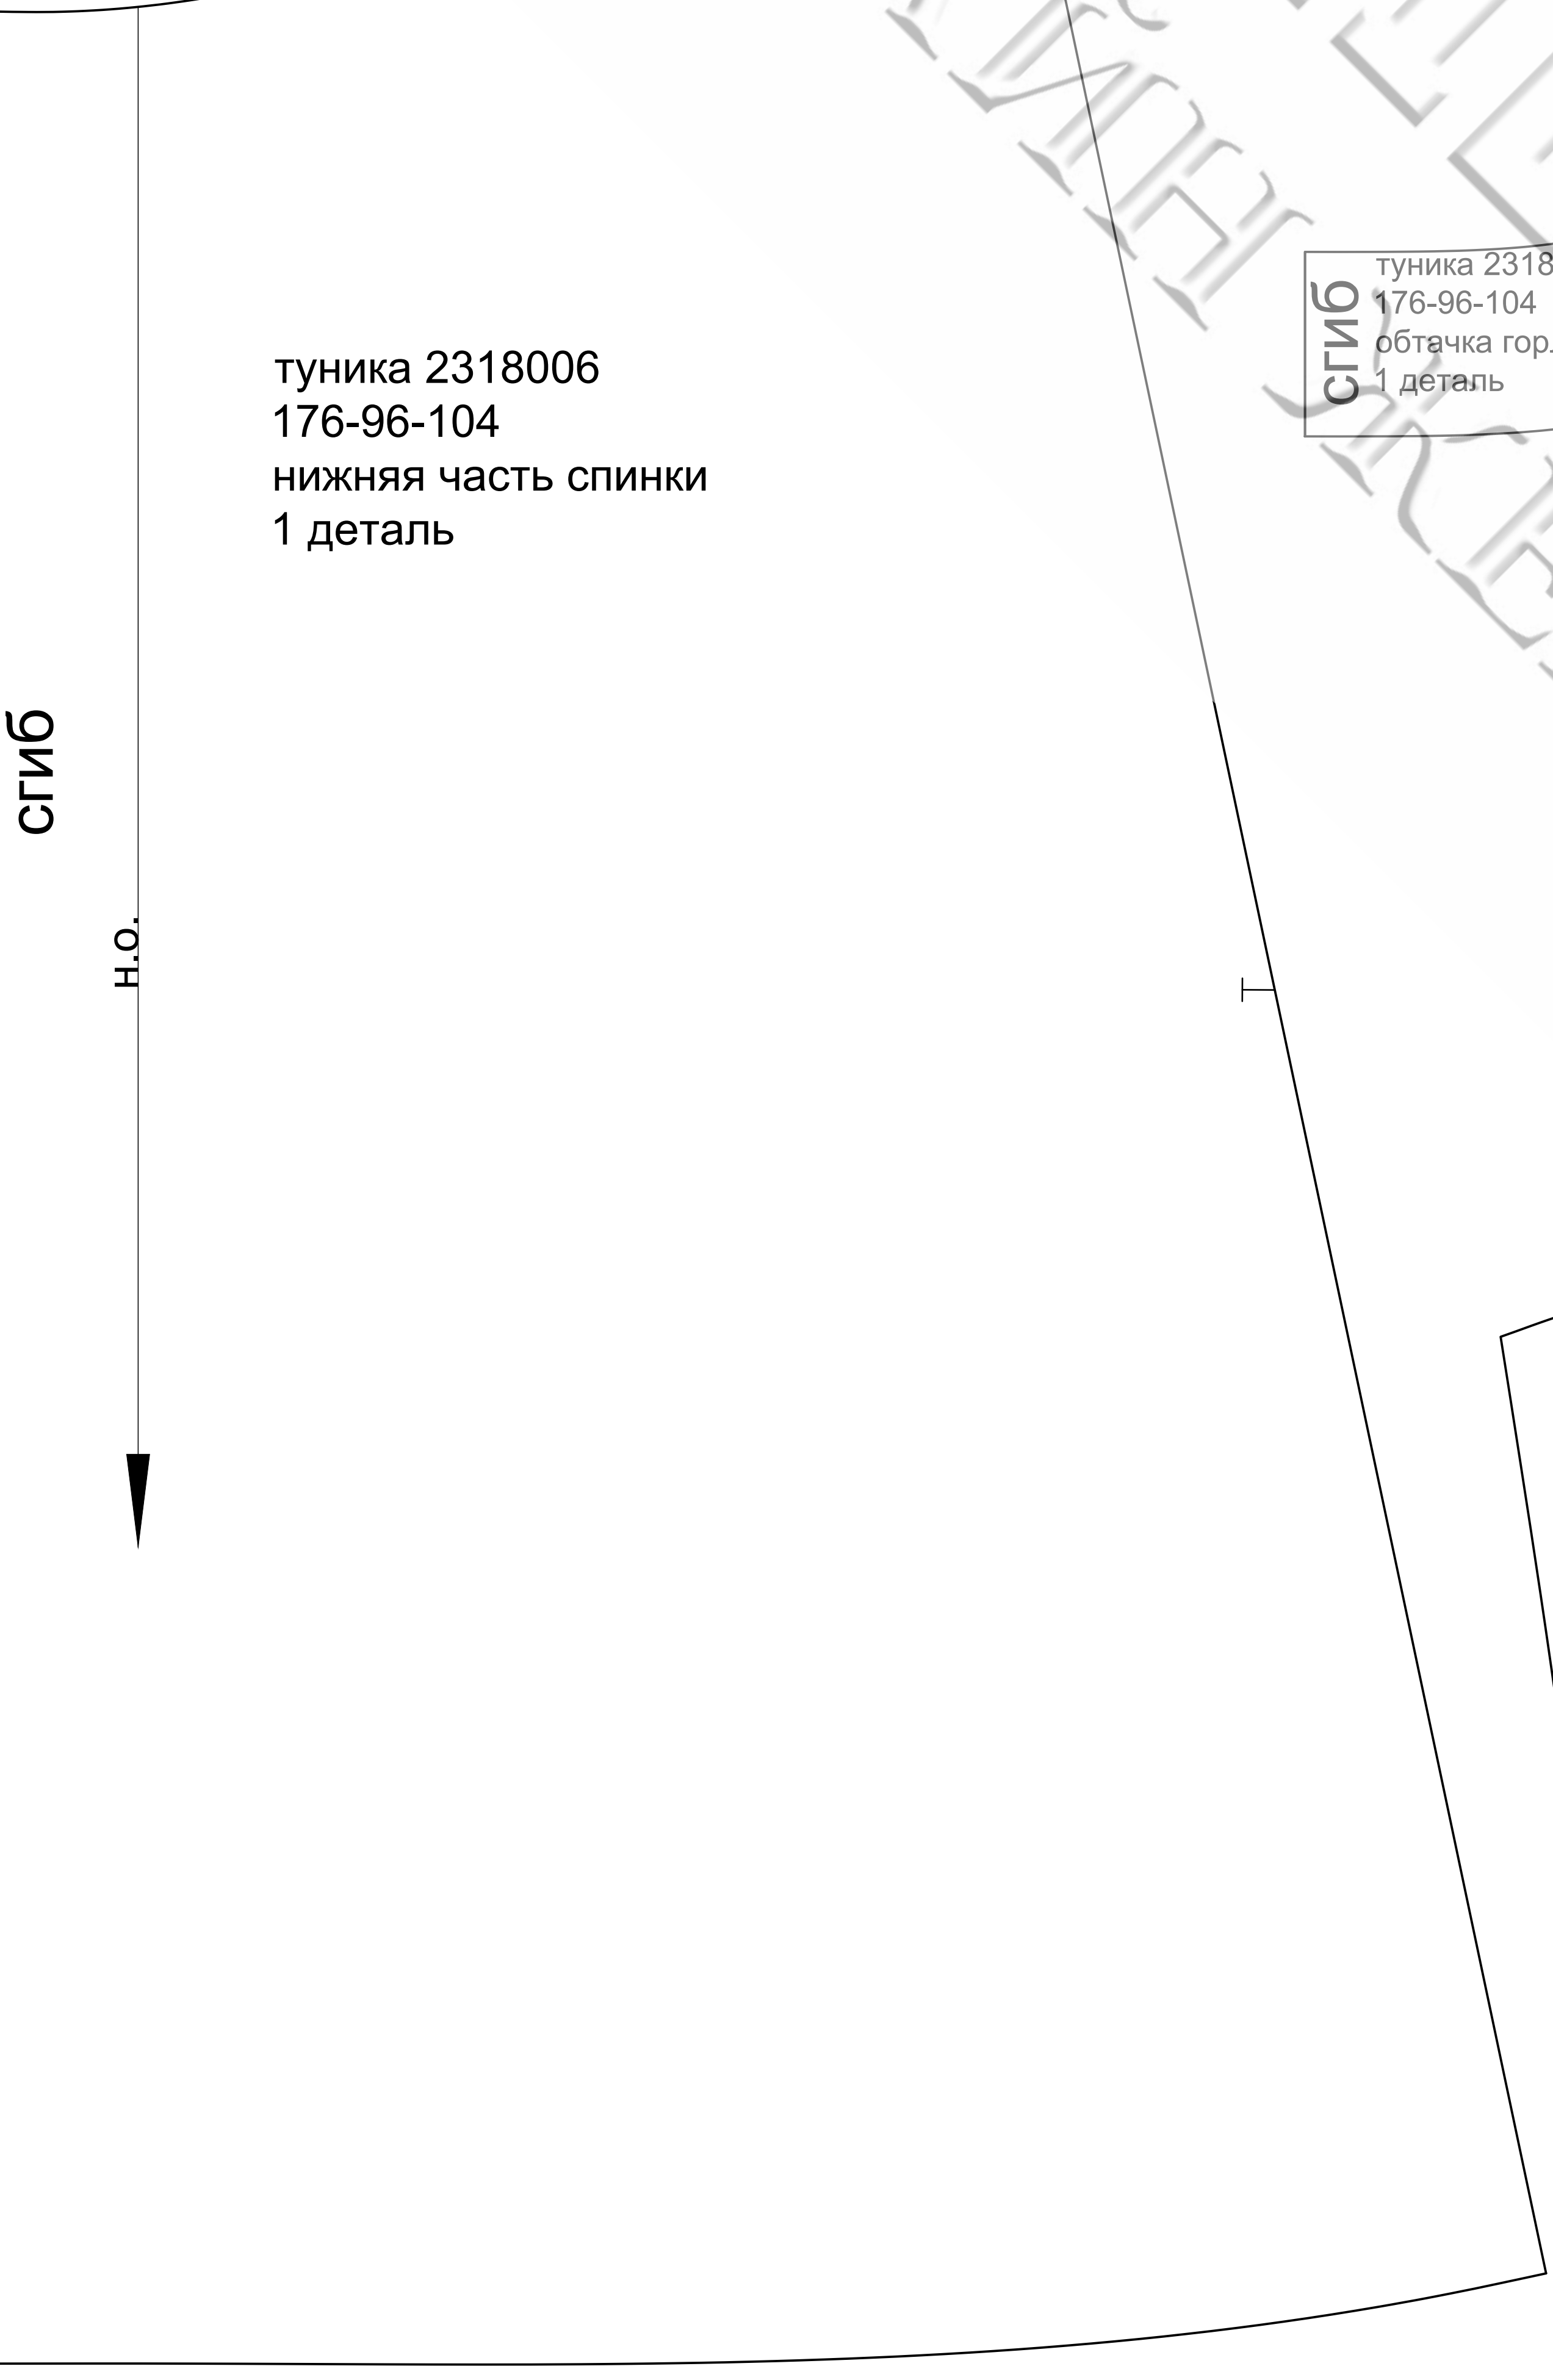 туника 2318006
176-96-104
нижняя часть спинки
1 деталь
сгиб
н.о.
сгиб
туника 2318
176-96-104
обтачка гор.
1 деталь